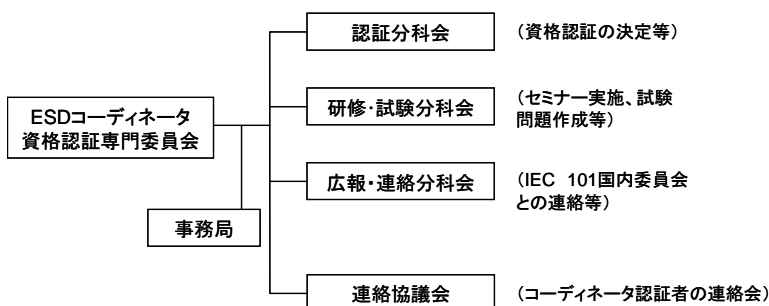 認証分科会 (資格認証の決定等)
ESDコーディネータ
資格認証専門委員会
研修・試験分科会 (セミナー実施、試験
問題作成等)
広報・連絡分科会 (IEC 101国内委員会
との連絡等)
事務局
連絡協議会 (コーディネータ認証者の連絡会)